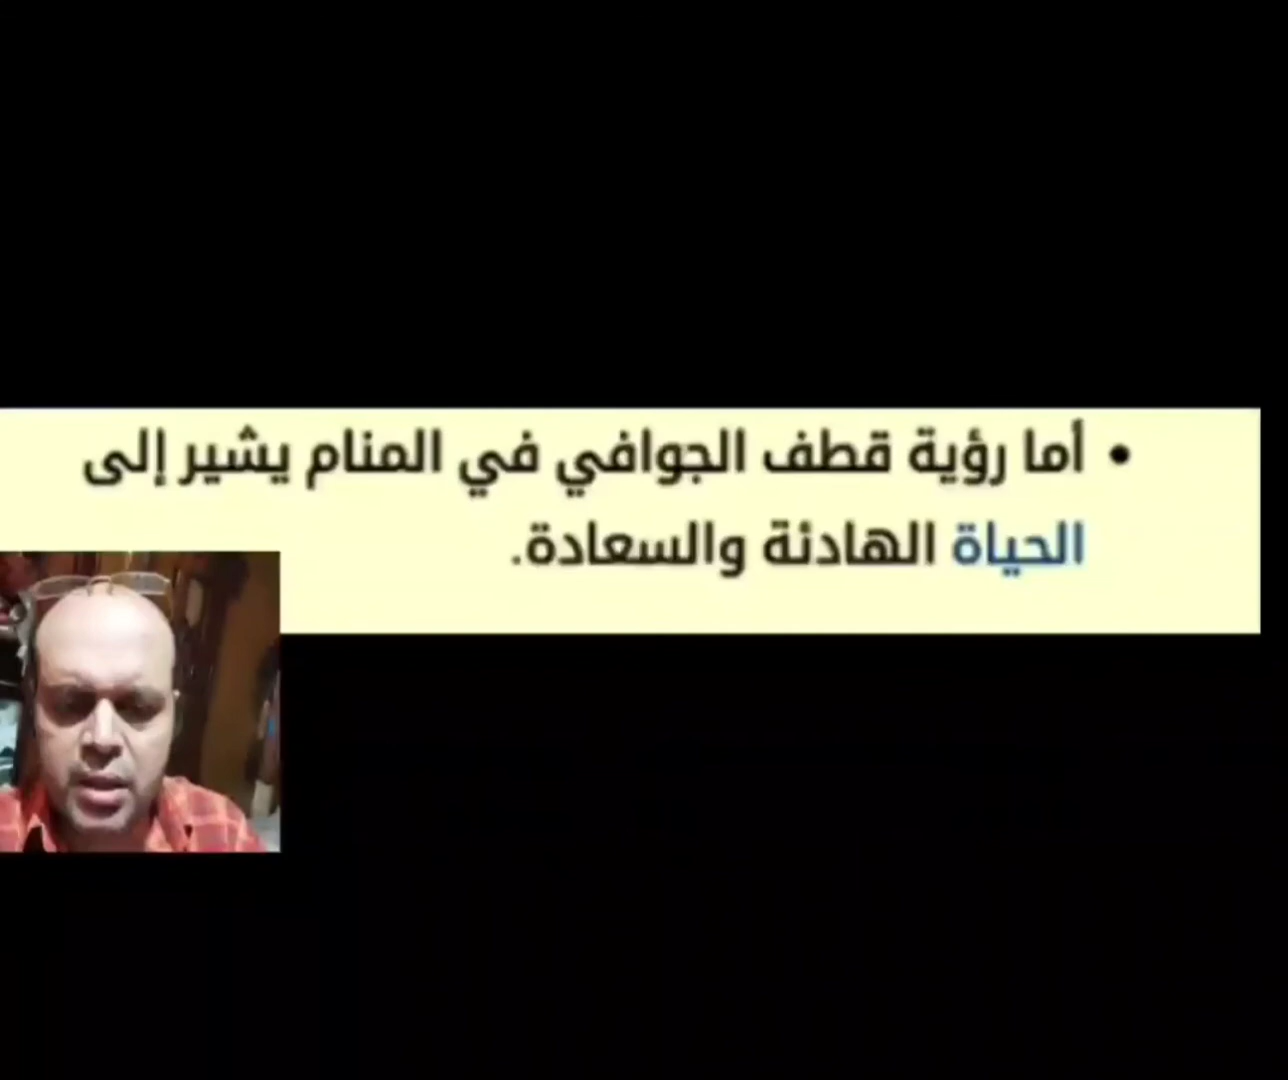 • أما رؤية قطف الجوافي في المنام يشير إلى
الحياة الهادئة والسعادة.